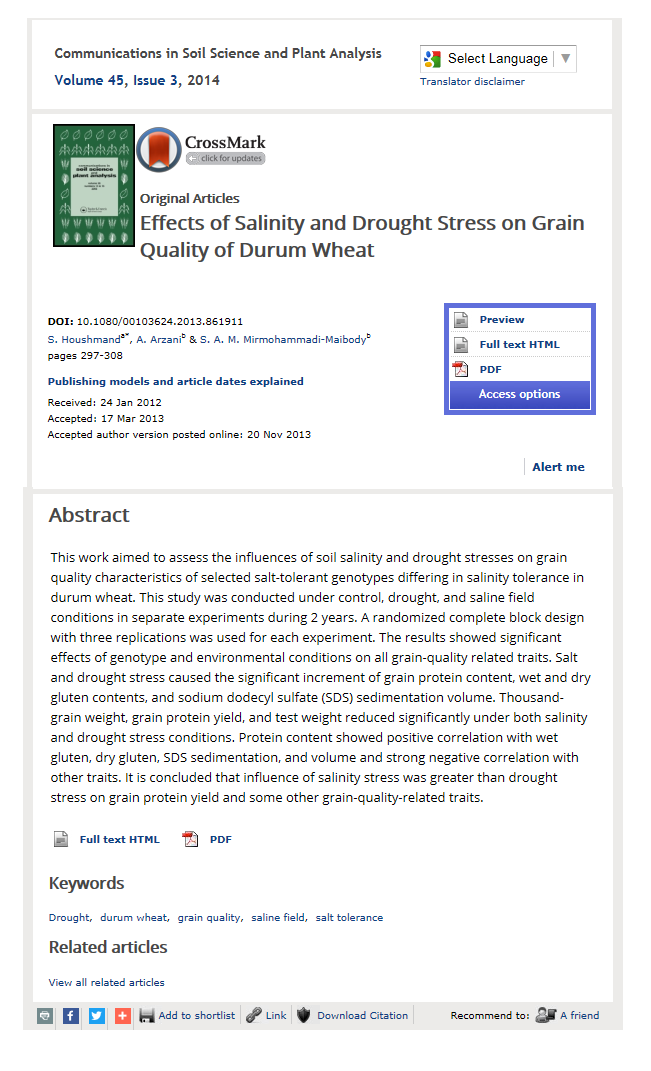 Communications in Soil Science and Plant Analysis
Volume 45, Issue 3, 2014
Select Language ▼
Translator disclaimer
communications in
soil science
and
plant analysis
CrossMark
click for updates
Original Articles
Effects of Salinity and Drought Stress on Grain
Quality of Durum Wheat
DOI: 10.1080/00103624.2013.861911
S. Houshmandª*, A. Arzaniᵇ & S. A. M. Mirmohammadi-Maibodyᵇ
pages 297-308
Publishing models and article dates explained
Received: 24 Jan 2012
Accepted: 17 Mar 2013
Accepted author version posted online: 20 Nov 2013
Preview
Full text HTML
PDF
Access options
Alert me
Abstract
This work aimed to assess the influences of soil salinity and drought stresses on grain
quality characteristics of selected salt-tolerant genotypes differing in salinity tolerance in
durum wheat. This study was conducted under control, drought, and saline field
conditions in separate experiments during 2 years. A randomized complete block design
with three replications was used for each experiment. The results showed significant
effects of genotype and environmental conditions on all grain-quality related traits. Salt
and drought stress caused the significant increment of grain protein content, wet and dry
gluten contents, and sodium dodecyl sulfate (SDS) sedimentation volume. Thousand-
grain weight, grain protein yield, and test weight reduced significantly under both salinity
and drought stress conditions. Protein content showed positive correlation with wet
gluten, dry gluten, SDS sedimentation, and volume and strong negative correlation with
other traits. It is concluded that influence of salinity stress was greater than drought
stress on grain protein yield and some other grain-quality-related traits.
Full text HTML PDF
Keywords
Drought, durum wheat, grain quality, saline field, salt tolerance
Related articles
View all related articles
Add to shortlist Link Download Citation Recommend to: A friend